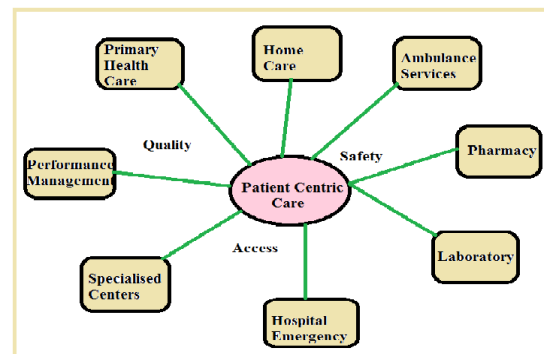 Primary
Health
Care
Home
Care
Ambulance
Services
Quality
Safety
Pharmacy
Performance
Management
Patient Centric
Care
Access
Laboratory
Specialised
Centers
Hospital
Emergency